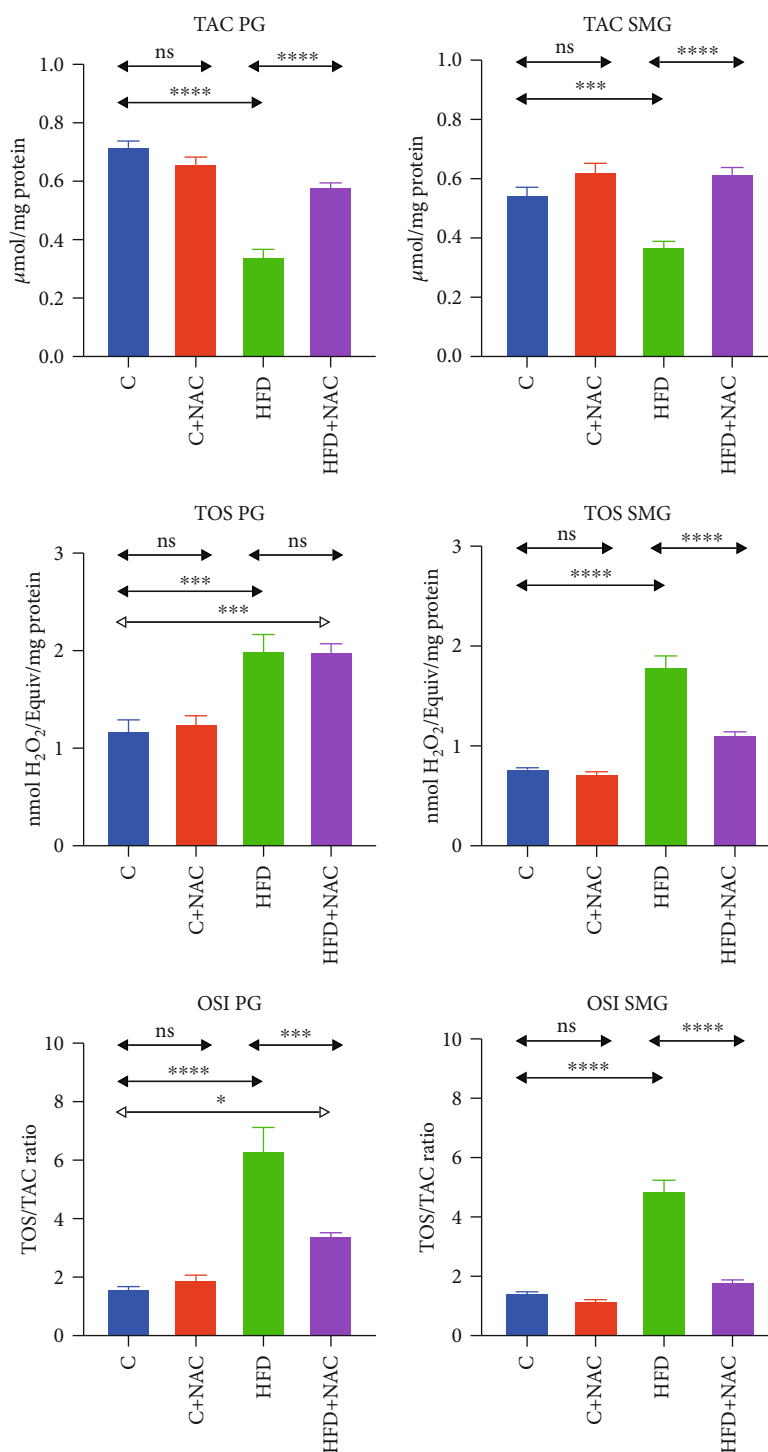 TAC PG
ns
****
****
1.0
0.8
0.6
0.4
0.2
0.0
μmol/mg protein
C
C+NAC
HFD
HFD+NAC
TAC SMG
ns
****
***
1.0
0.8
0.6
0.4
0.2
0.0
μmol/mg protein
C
C+NAC
HFD
HFD+NAC
TOS PG
ns
ns
***
***
3
2
1
0
nmol H₂O₂/Equiv/mg protein
C
C+NAC
HFD
HFD+NAC
TOS SMG
ns
****
****
3
2
1
0
nmol H₂O₂/Equiv/mg protein
C
C+NAC
HFD
HFD+NAC
OSI PG
ns
***
****
*
10
8
6
4
2
0
TOS/TAC ratio
C
C+NAC
HFD
HFD+NAC
OSI SMG
ns
****
****
10
8
6
4
2
0
TOS/TAC ratio
C
C+NAC
HFD
HFD+NAC